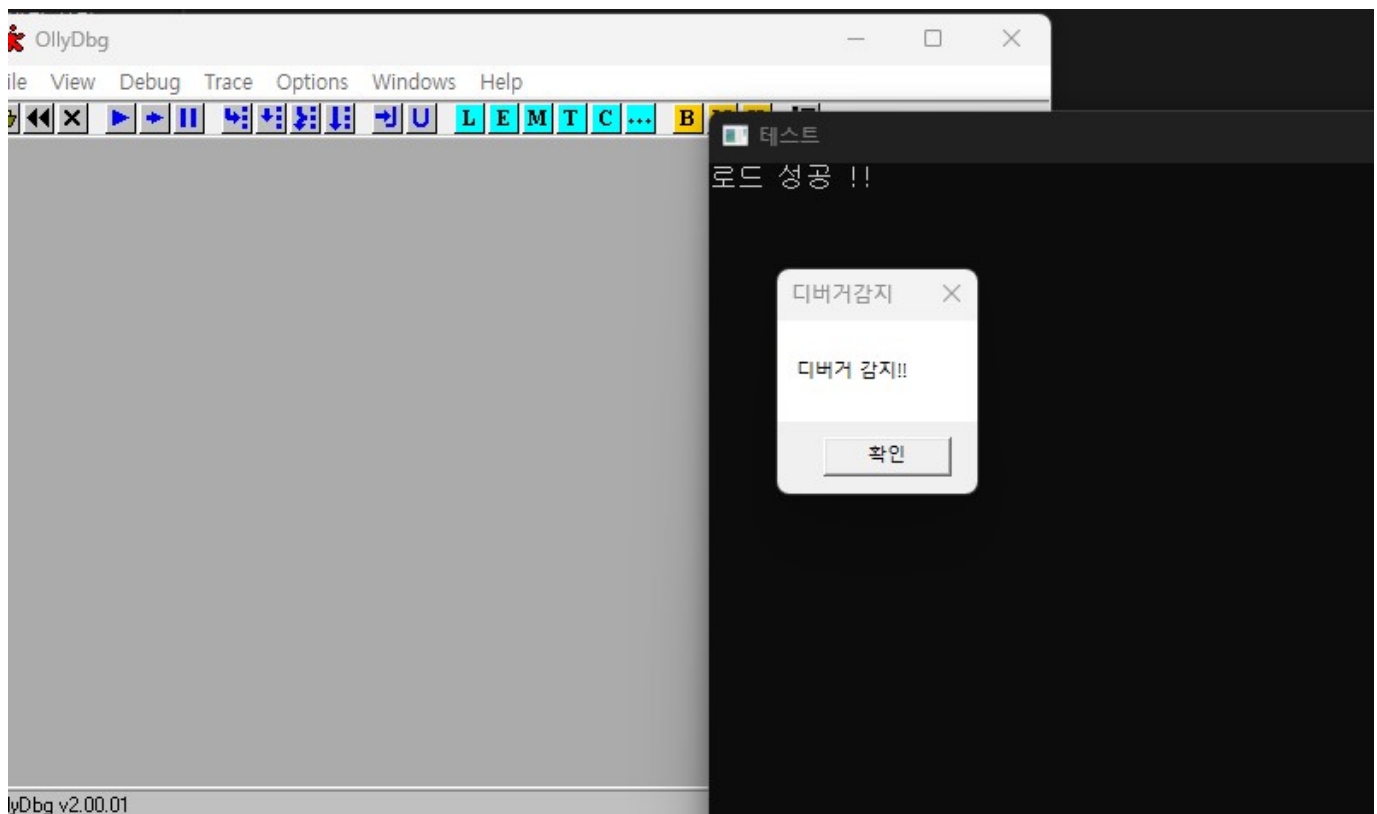 OllyDbg
ile View Debug Trace Options Windows Help
L E M T C ... B
테스트
로드 성공 !!
디버거감지
디버거 감지!!
확인
lyDbg v2.00.01